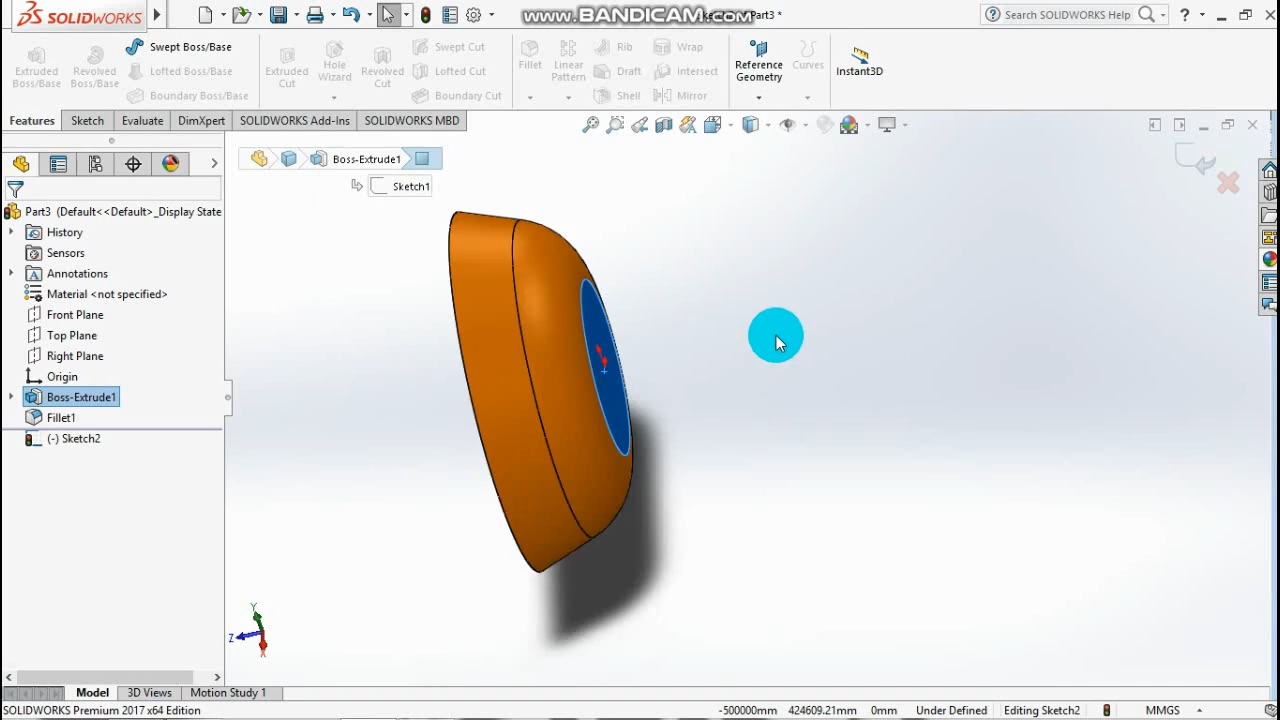 SOLIDWORKS
www.BANDICAM.com
Part3 *
Search SOLIDWORKS Help
?
Extruded Boss/Base
Revolved Boss/Base
Swept Boss/Base
Lofted Boss/Base
Boundary Boss/Base
Extruded Cut
Hole Wizard
Revolved Cut
Swept Cut
Lofted Cut
Boundary Cut
Fillet
Linear Pattern
Rib
Draft
Shell
Wrap
Intersect
Mirror
Reference Geometry
Curves
Instant3D
Features
Sketch
Evaluate
DimXpert
SOLIDWORKS Add-Ins
SOLIDWORKS MBD
Boss-Extrude1
Sketch1
Part3 (Default<<Default>_Display State
History
Sensors
Annotations
Material <not specified>
Front Plane
Top Plane
Right Plane
Origin
Boss-Extrude1
Fillet1
(-) Sketch2
Y
Z
X
Model
3D Views
Motion Study 1
SOLIDWORKS Premium 2017 x64 Edition
-500000mm
424609.21mm
0mm
Under Defined
Editing Sketch2
MMGS